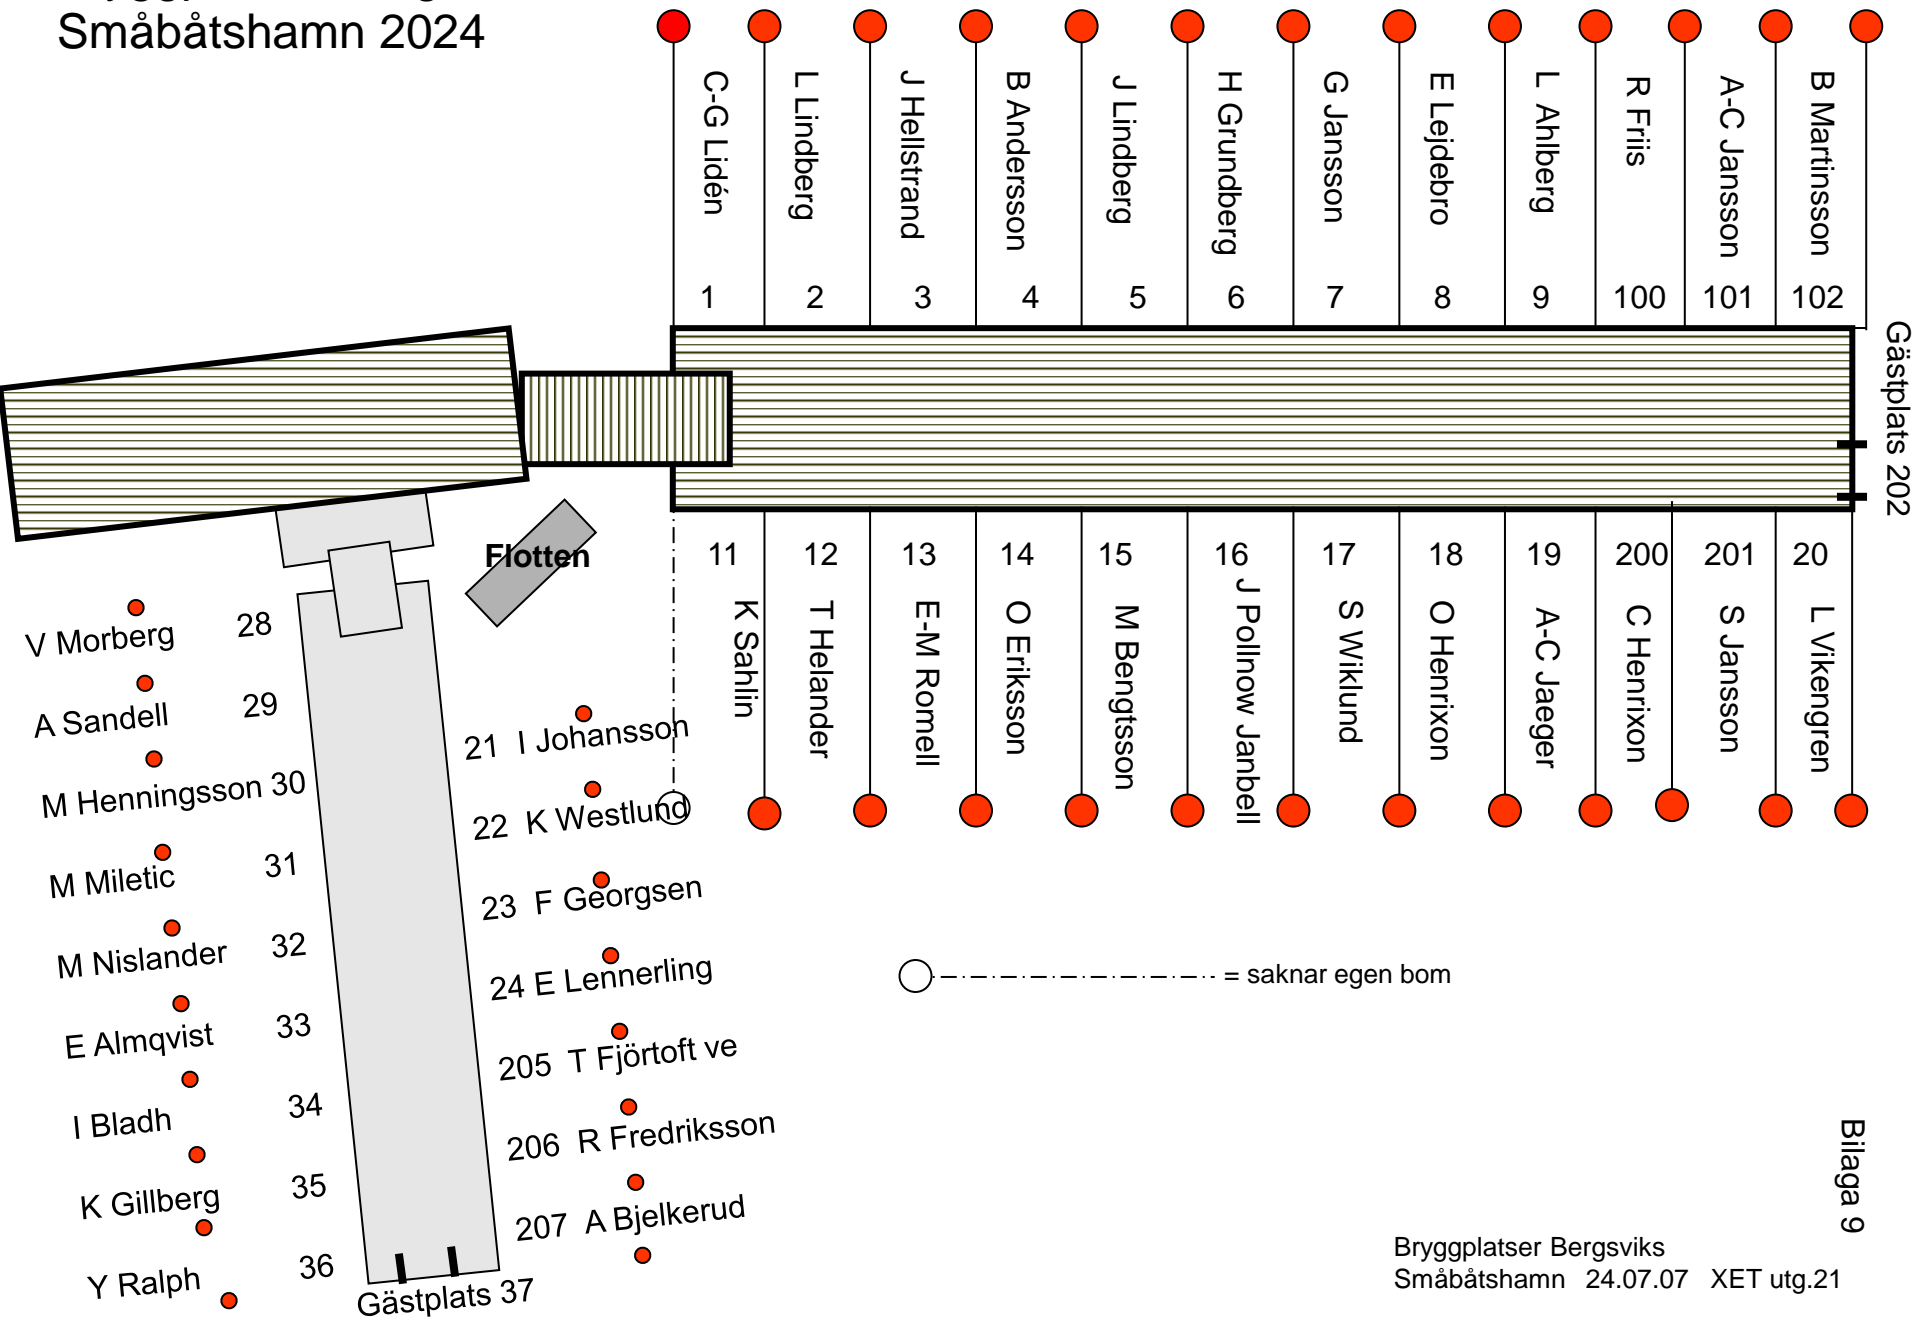 Småbåtshamn 2024
C-G Lidén
L Lindberg
J Hellstrand
B Andersson
J Lindberg
H Grundberg
G Jansson
E Lejdebro
L Ahlberg
R Friis
A-C Jansson
B Martinsson
1 2 3 4 5 6 7 8 9 100 101 102
Gästplats 202
11 12 13 14 15 16 17 18 19 200 201 20
K Sahlin
T Helander
E-M Romell
O Eriksson
M Bengtsson
J Pollnow Janbell
S Wiklund
O Henrixon
A-C Jaeger
C Henrixon
S Jansson
L Vikengren
Flotten
V Morberg 28
A Sandell 29
M Henningsson 30
M Miletic 31
M Nislander 32
E Almqvist 33
I Bladh 34
K Gillberg 35
Y Ralph 36
21 I Johansson
22 K Westlund
23 F Georgsen
24 E Lennerling
205 T Fjörtoft ve
206 R Fredriksson
207 A Bjelkerud
Gästplats 37
= saknar egen bom
Bilaga 9
Bryggplatser Bergsviks
Småbåtshamn 24.07.07 XET utg.21